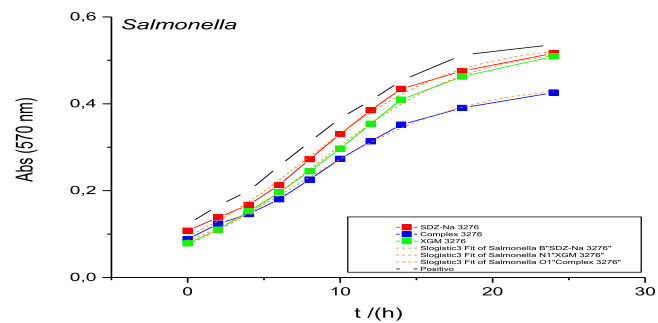 0,6
Salmonella
0,4
0,2
0,0
Abs (570 nm)
SDZ-Na 3276
Complex 3276
XGM 3276
Slogistic3 Fit of Salmonella B"SDZ-Na 3276"
Slogistic3 Fit of Salmonella N1"XGM 3276"
Slogistic3 Fit of Salmonella O1"Complex 3276"
Positivo
0 10 20 30
t /(h)